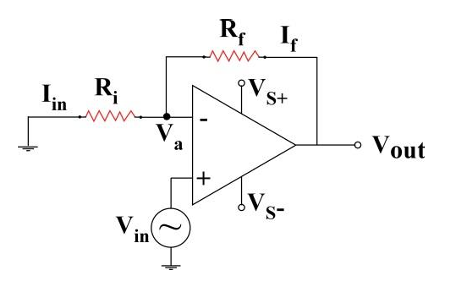 Rf
If
Iin
Ri
VS+
Va
-
Vout
+
VS-
Vin
~